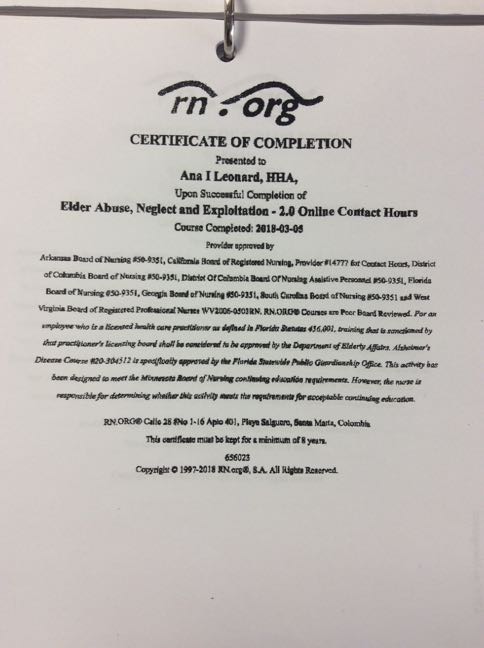 rn.org
CERTIFICATE OF COMPLETION
Presented to
Ana I Leonard, HHA,
Upon Successful Completion of
Elder Abuse, Neglect and Exploitation - 2.0 Online Contact Hours
Course Completed: 2018-03-05
Provider approved by
Arkansas Board of Nursing #50-9351, California Board of Registered Nursing, Provider #14777 for Contact Hours, District
of Columbia Board of Nursing #50-9351, District Of Columbia Board Of Nursing Assistive Personnel #50-9351, Florida
Board of Nursing #50-9351, Georgia Board of Nursing #50-9351, South Carolina Board of Nursing #50-9351 and West
Virginia Board of Registered Professional Nurses WV2006-0501RN. RN.ORG® Courses are Peer Board Reviewed. For an
employee who is a licensed health care practitioner as defined in Florida Statutes 456.001, training that is sanctioned by
that practitioner's licensing board shall be considered to be approved by the Department of Elderly Affairs. Alzheimer's
Disease Course #20-304512 is specifically approved by the Florida Statewide Public Guardianship Office. This activity has
been designed to meet the Minnesota Board of Nursing continuing education requirements. However, the nurse is
responsible for determining whether this activity meets the requirements for acceptable continuing education.
RN.ORG® Calle 28 #No 1-16 Apto 401, Playa Salguero, Santa Marta, Colombia
This certificate must be kept for a minimum of 8 years.
656023
Copyright © 1997-2018 RN.org®, S.A. All Rights Reserved.